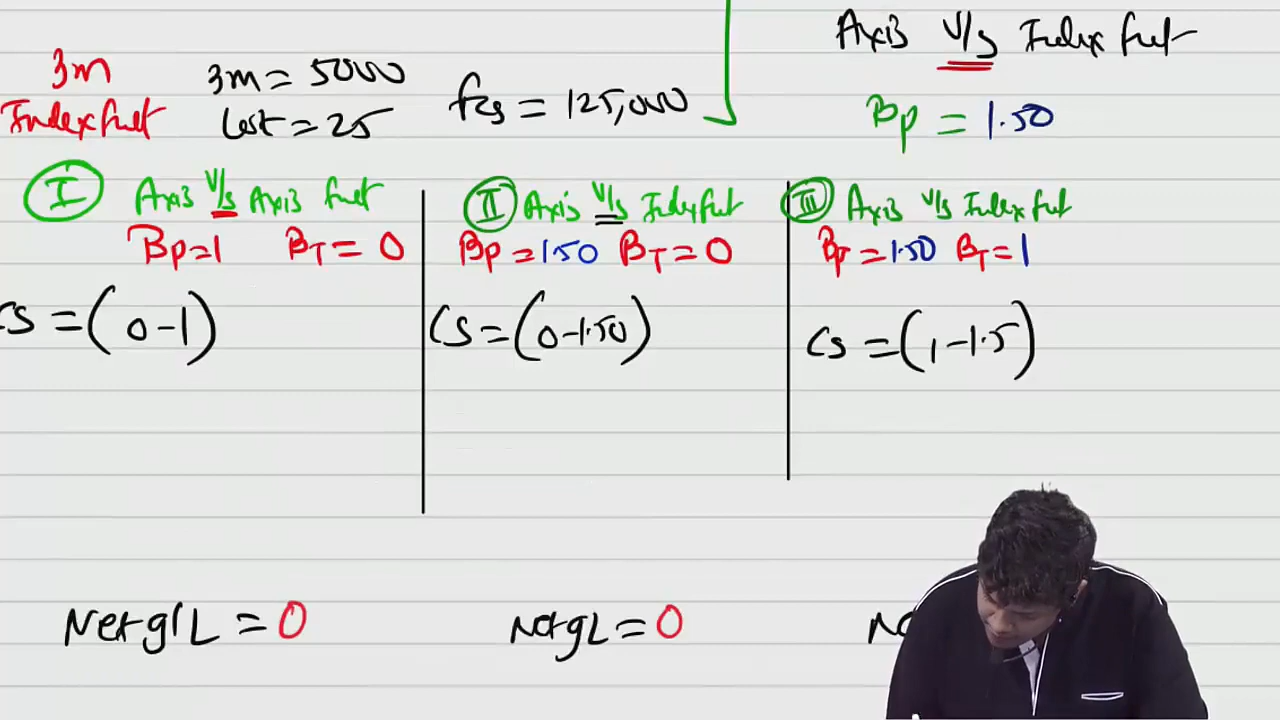 Axis V/s Index fut
3m
Index fut
3m = 5000
Lot = 25
fcs = 125,000
Bp = 1.50
I Axis V/s Axis fut
Bp=1 BT = 0
CS = (0-1)
Net g/L = 0
II Axis V/s Index fut
Bp = 1.50 BT = 0
CS = (0-1.50)
Net gL = 0
III Axis V/s Index fut
Bp = 1.50 BT = 1
CS = (1-1.5)